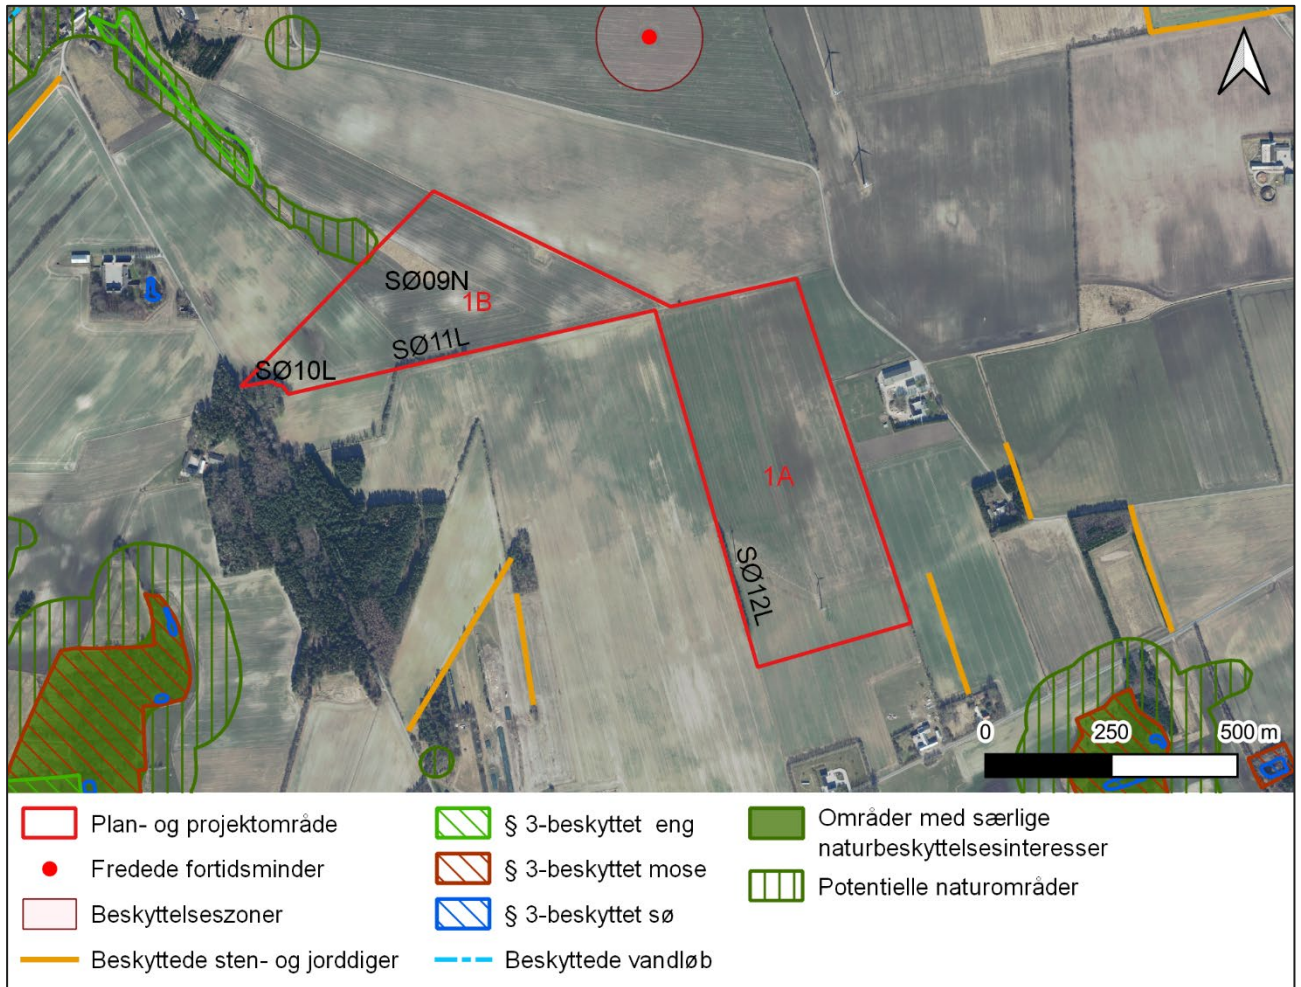 SØ09N
1B
SØ11L
SØ10L
1A
SØ12L
0 250 500 m
Plan- og projektområde
Fredede fortidsminder
Beskyttelseszoner
Beskyttede sten- og jorddiger
§ 3-beskyttet eng
§ 3-beskyttet mose
§ 3-beskyttet sø
Beskyttede vandløb
Områder med særlige
naturbeskyttelsesinteresser
Potentielle naturområder